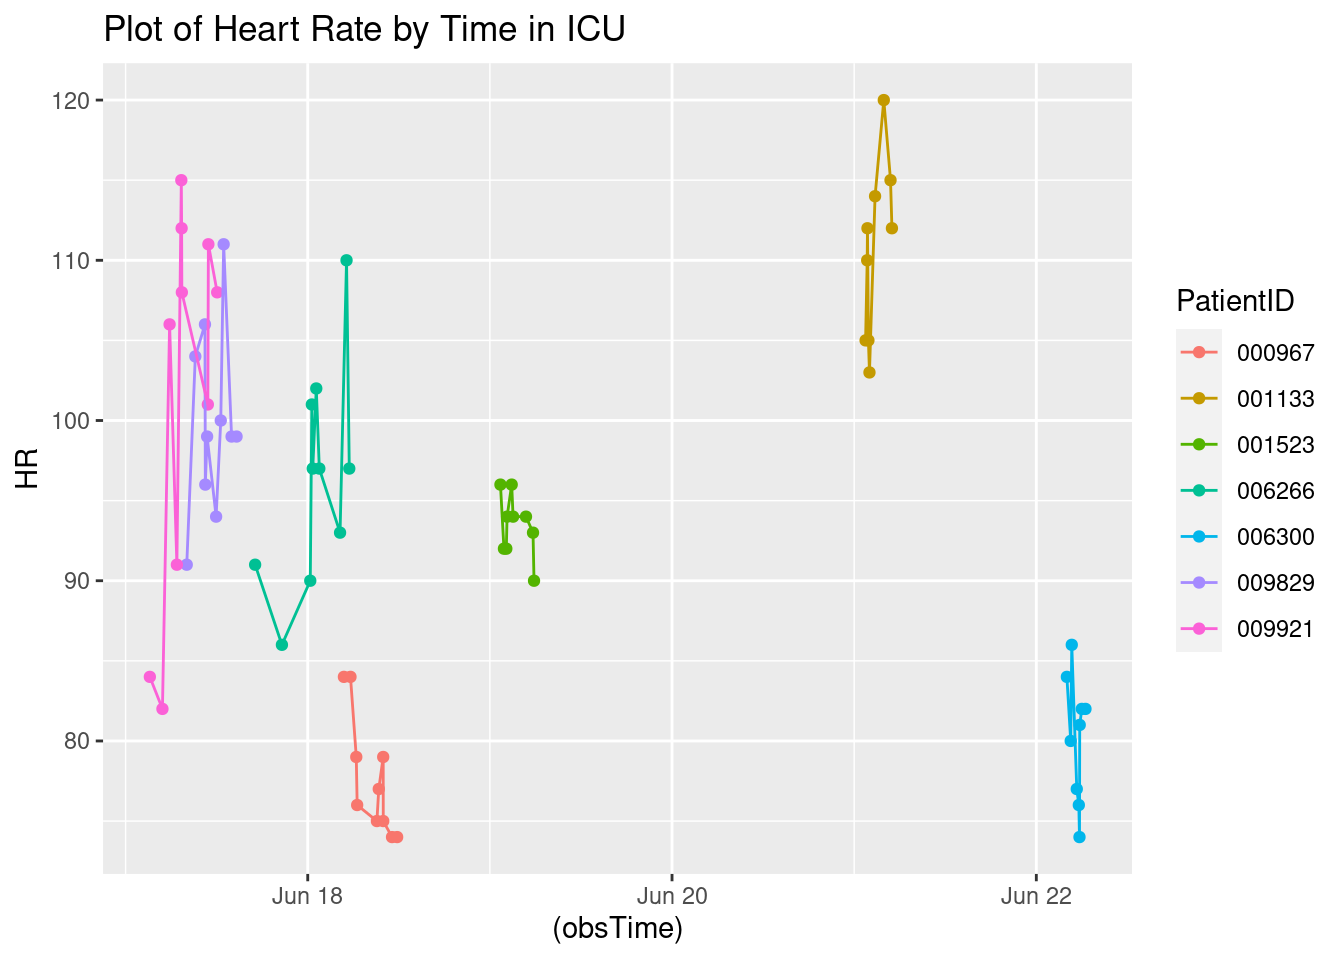 Plot of Heart Rate by Time in ICU
120
110
100
90
80
HR
Jun 18
Jun 20
Jun 22
(obsTime)
PatientID
000967
001133
001523
006266
006300
009829
009921